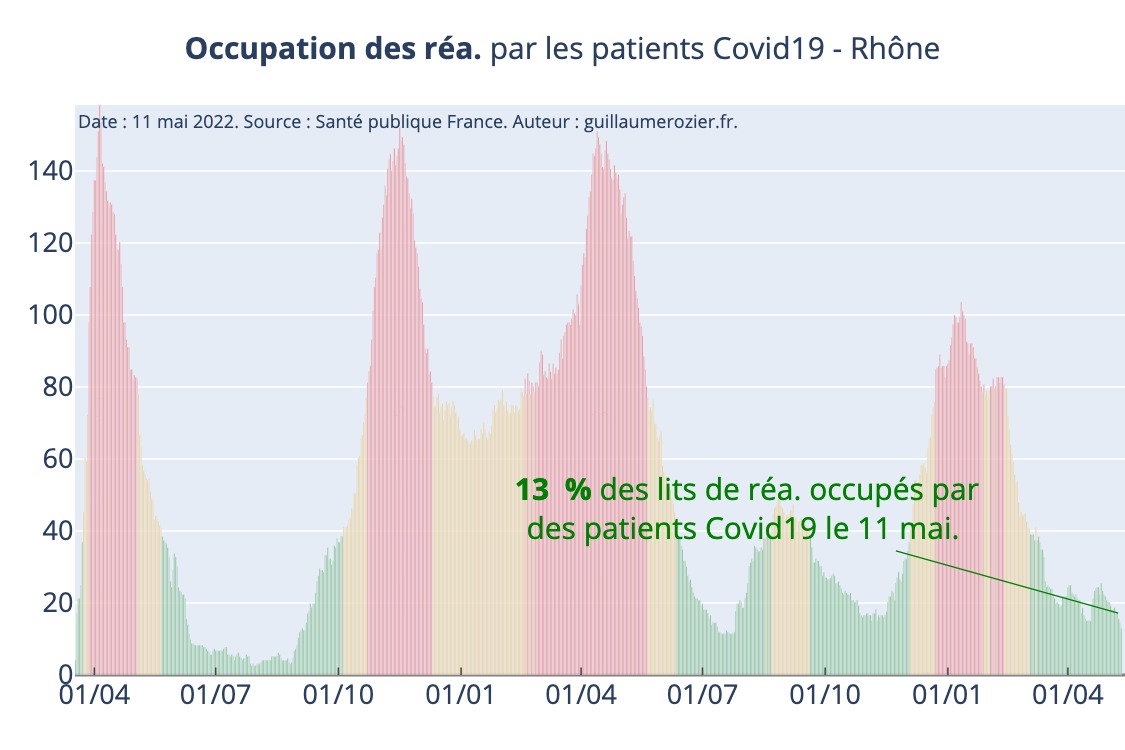 Occupation des réa. par les patients Covid19 - Rhône
Date : 11 mai 2022. Source : Santé publique France. Auteur : guillaumerozier.fr.
140
120
100
80
60
40
20
0
13 % des lits de réa. occupés par
des patients Covid19 le 11 mai.
01/04 01/07 01/10 01/01 01/04 01/07 01/10 01/01 01/04